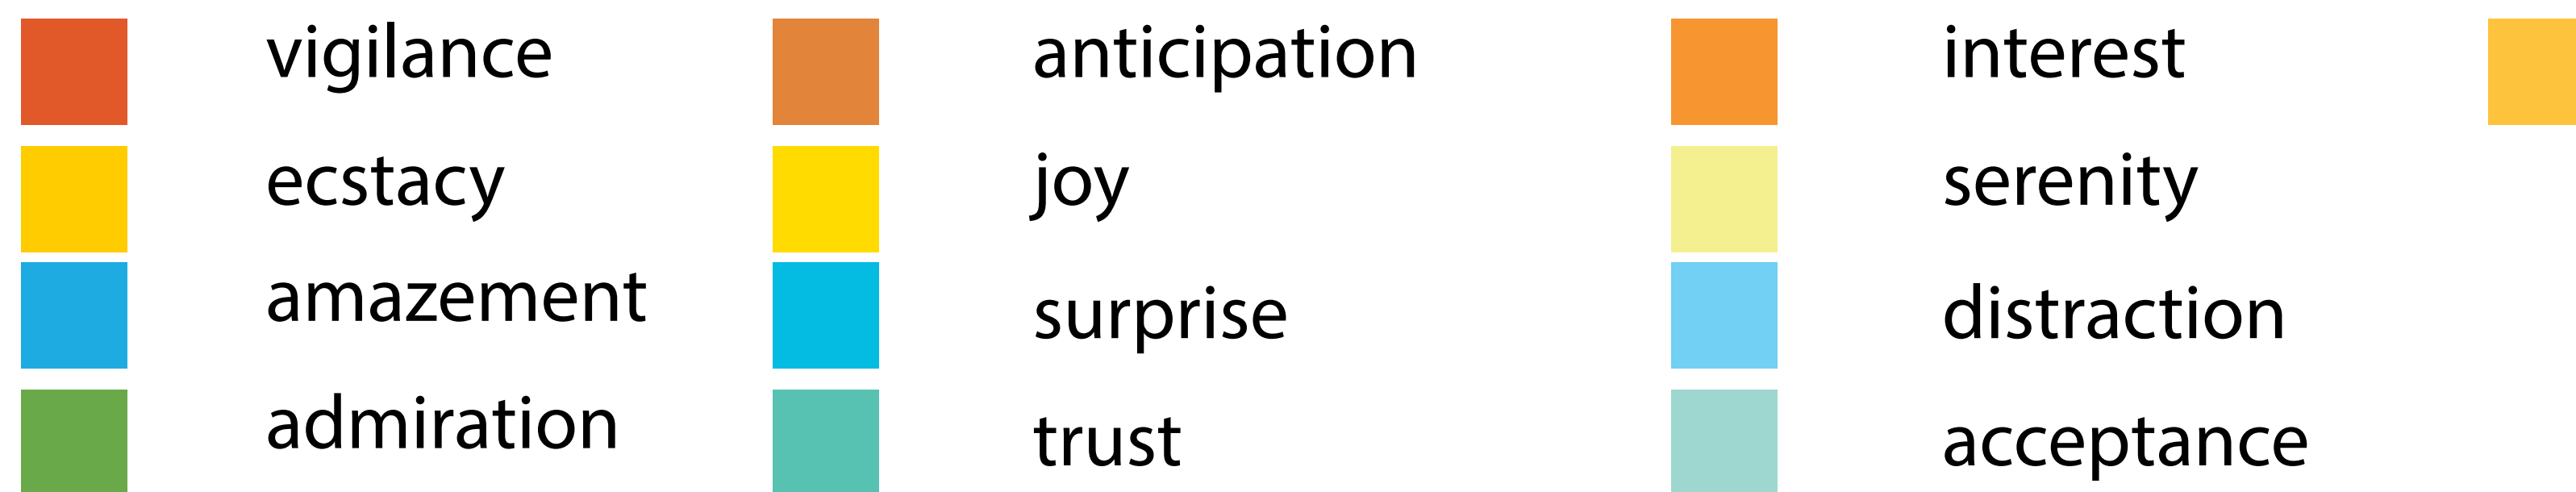 vigilance anticipation interest
ecstacy joy serenity
amazement surprise distraction
admiration trust acceptance